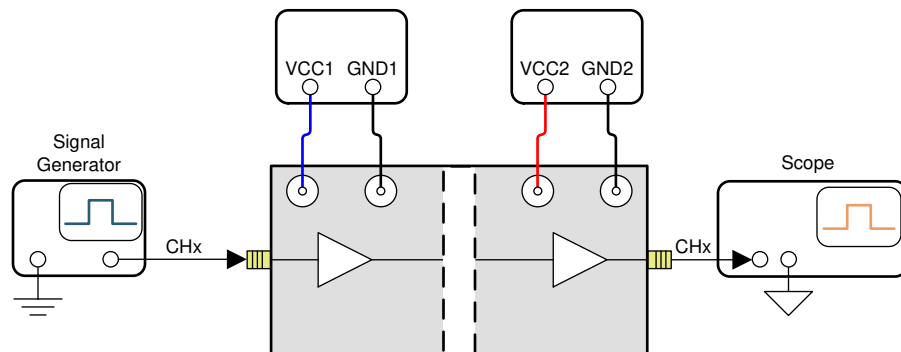 VCC1 GND1
VCC2 GND2
Signal
Generator
Scope
CHx
CHx